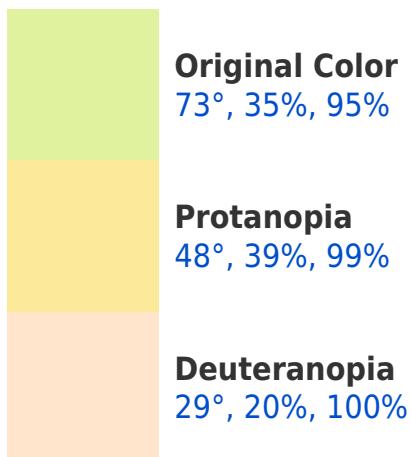 Original Color
73°, 35%, 95%
Protanopia
48°, 39%, 99%
Deuteranopia
29°, 20%, 100%